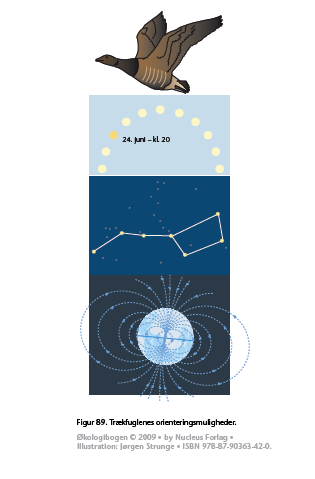 24. juni – kl. 20
Figur 89. Trækfuglenes orienteringsmuligheder.
Økologibogen © 2009 • by Nucleus Forlag •
Illustration: Jørgen Strunge • ISBN 978-87-90363-42-0.